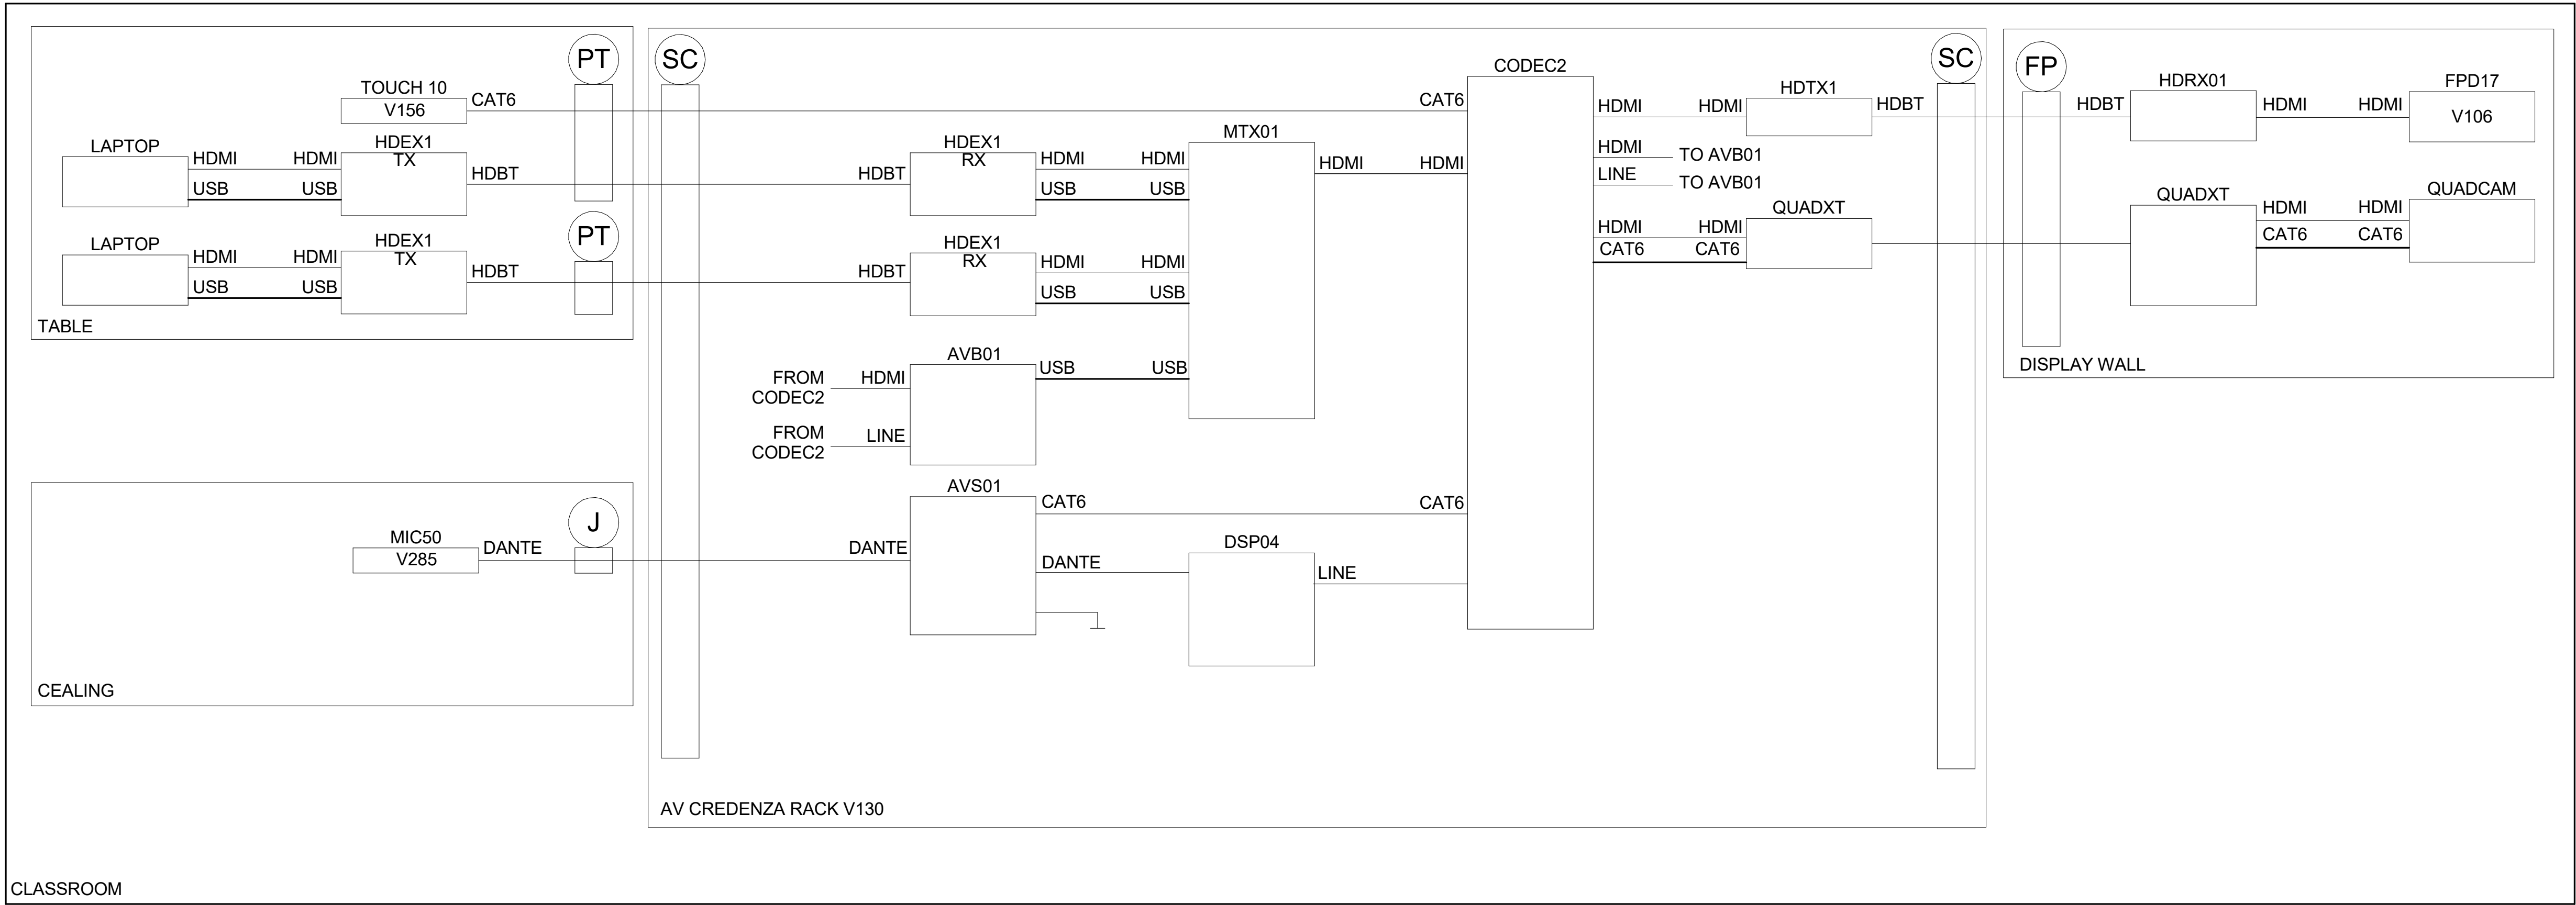 PT
TOUCH 10
V156
CAT6
LAPTOP
HDMI
HDMI
USB
USB
HDEX1
TX
HDBT
PT
LAPTOP
HDMI
HDMI
USB
USB
HDEX1
TX
HDBT
TABLE
J
MIC50
V285
DANTE
CEALING
SC
CAT6
HDBT
HDEX1
RX
HDMI
HDMI
USB
USB
MTX01
HDMI
HDMI
HDBT
HDEX1
RX
HDMI
HDMI
USB
USB
AVB01
FROM
CODEC2
HDMI
USB
USB
FROM
CODEC2
LINE
AVS01
CAT6
CAT6
DANTE
DANTE
DSP04
LINE
CODEC2
HDMI
HDMI
HDTX1
HDBT
HDMI
TO AVB01
LINE
TO AVB01
QUADXT
HDMI
HDMI
CAT6
CAT6
SC
AV CREDENZA RACK V130
FP
HDBT
HDRX01
HDMI
HDMI
FPD17
V106
QUADXT
HDMI
HDMI
CAT6
CAT6
QUADCAM
DISPLAY WALL
CLASSROOM